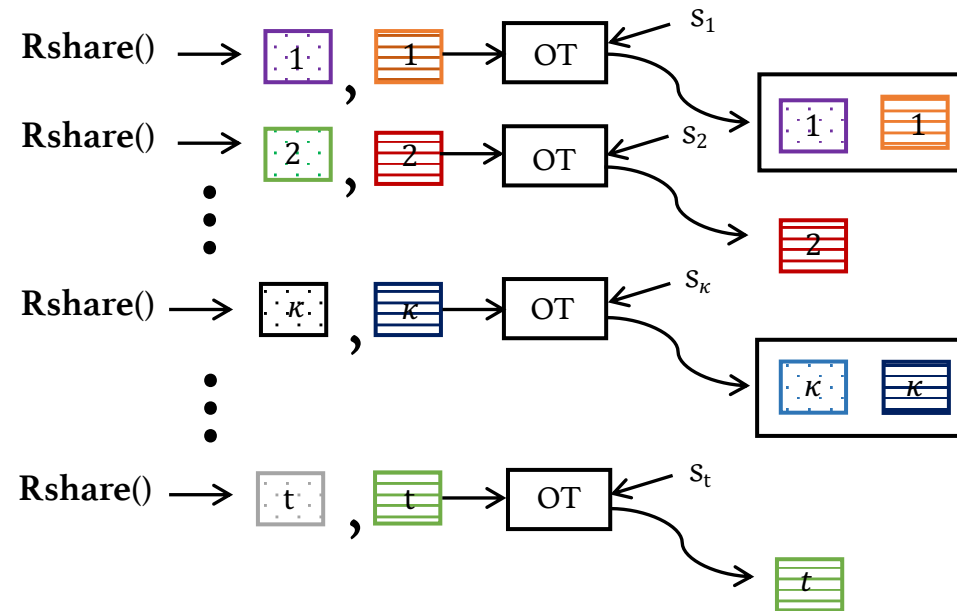 Rshare() 1 , 1 OT s₁
1 1
Rshare() 2 , 2 OT s₂
2
Rshare() κ , κ OT sκ
κ κ
Rshare() t , t OT sₜ
t